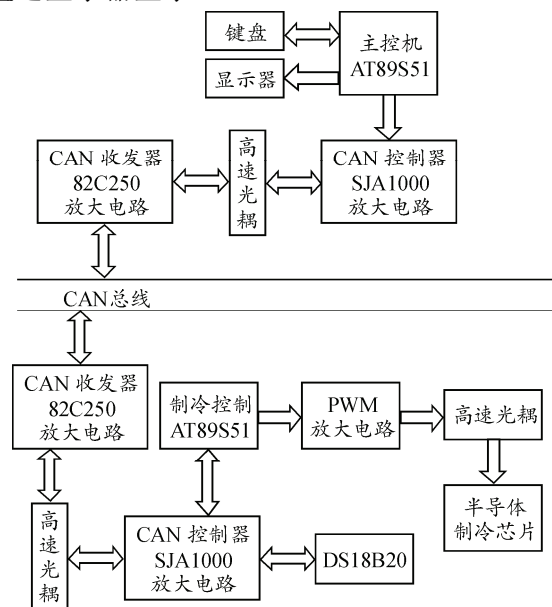 键盘
主控机
AT89S51
显示器
CAN 收发器
82C250
放大电路
高
速
光
耦
CAN 控制器
SJA1000
放大电路
CAN总线
CAN 收发器
82C250
放大电路
制冷控制
AT89S51
PWM
放大电路
高速光耦
半导体
制冷芯片
高
速
光
耦
CAN 控制器
SJA1000
放大电路
DS18B20